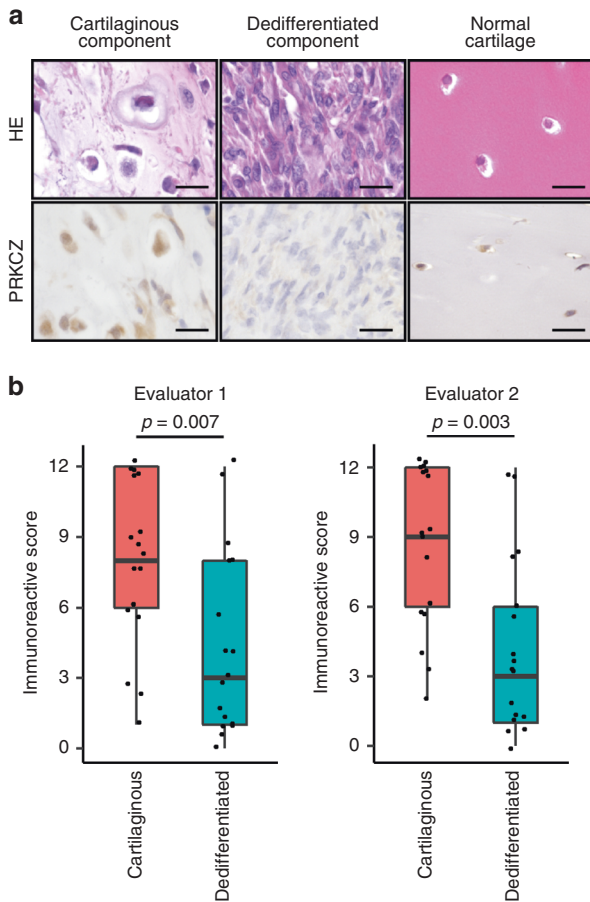 a
Cartilaginous component
Dedifferentiated component
Normal cartilage
HE
PRKCZ
b
Evaluator 1
p = 0.007
Immunoreactive score
12
9
6
3
0
Cartilaginous
Dedifferentiated
Evaluator 2
p = 0.003
Immunoreactive score
12
9
6
3
0
Cartilaginous
Dedifferentiated